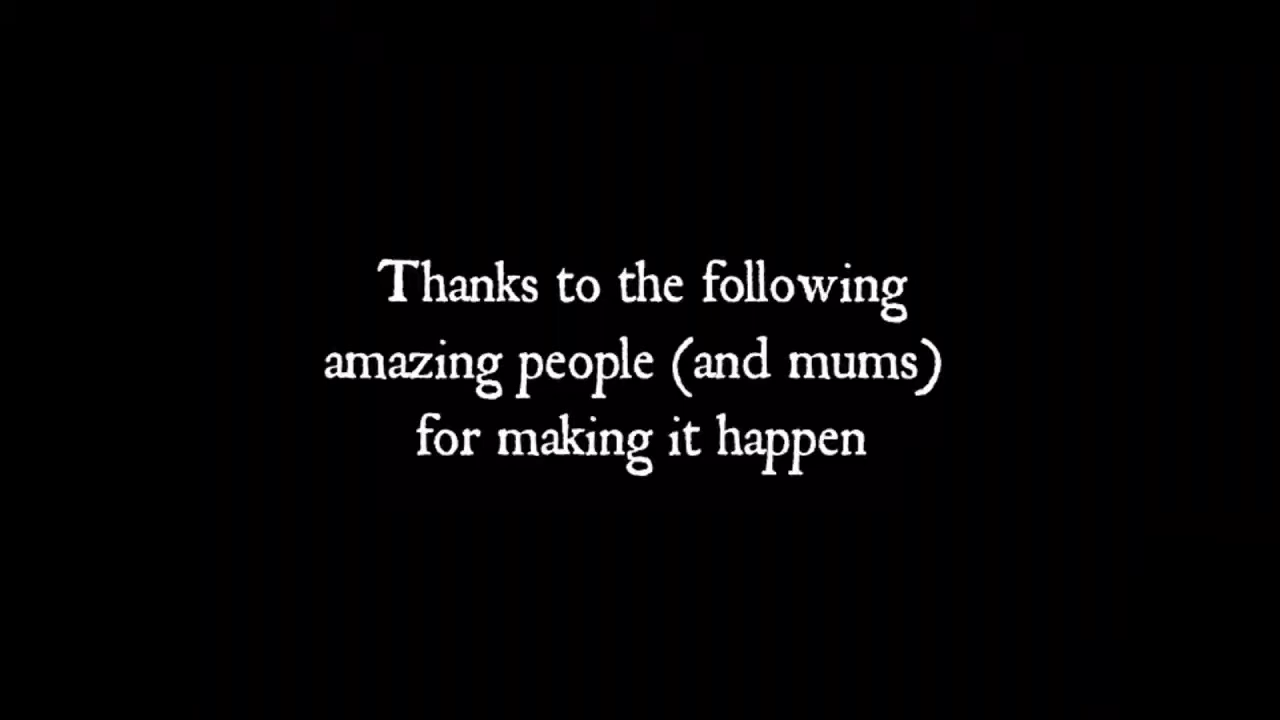 Thanks to the following
amazing people (and mums)
for making it happen